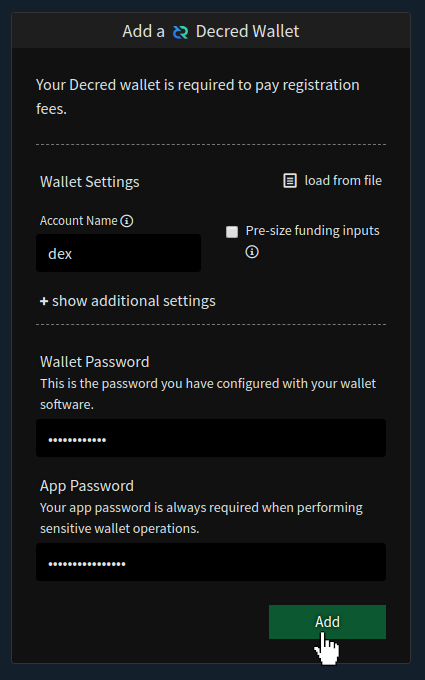 Add a Decred Wallet
Your Decred wallet is required to pay registration
fees.
Wallet Settings
load from file
Account Name
Pre-size funding inputs
dex
+ show additional settings
Wallet Password
This is the password you have configured with your wallet
software.
••••••••••••
App Password
Your app password is always required when performing
sensitive wallet operations.
••••••••••••••••
Add